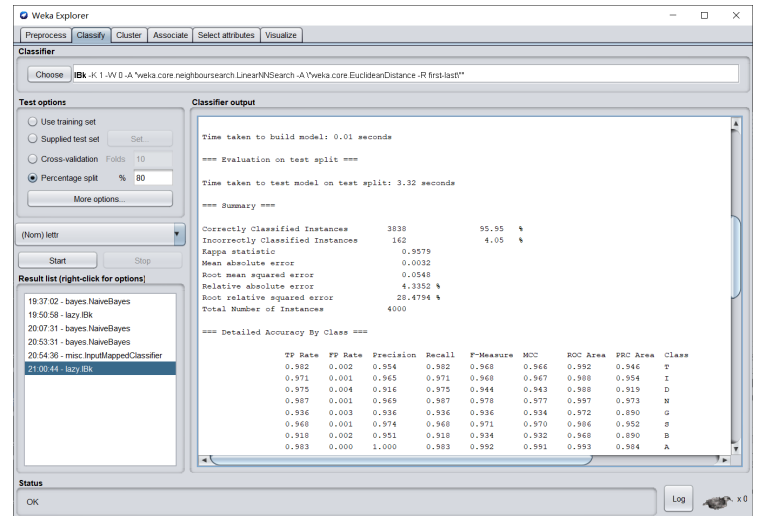 Weka Explorer
Preprocess Classify Cluster Associate Select attributes Visualize
Classifier
Choose IBk -K 1 -W 0 -A "weka.core.neighboursearch.LinearNNSearch -A \"weka.core.EuclideanDistance -R first-last\""
Test options
Use training set
Supplied test set Set...
Cross-validation Folds 10
Percentage split % 80
More options...
(Nom) lettr
Start Stop
Result list (right-click for options)
19:37:02 - bayes.NaiveBayes
19:50:58 - lazy.IBk
20:07:31 - bayes.NaiveBayes
20:53:31 - bayes.NaiveBayes
20:54:36 - misc.InputMappedClassifier
21:00:44 - lazy.IBk
Classifier output
Time taken to build model: 0.01 seconds
=== Evaluation on test split ===
Time taken to test model on test split: 3.32 seconds
=== Summary ===
Correctly Classified Instances 3838 95.95 %
Incorrectly Classified Instances 162 4.05 %
Kappa statistic 0.9579
Mean absolute error 0.0032
Root mean squared error 0.0548
Relative absolute error 4.3352 %
Root relative squared error 28.4794 %
Total Number of Instances 4000
=== Detailed Accuracy By Class ===
TP Rate FP Rate Precision Recall F-Measure MCC ROC Area PRC Area Class
0.982 0.002 0.954 0.982 0.968 0.966 0.992 0.946 T
0.971 0.001 0.965 0.971 0.968 0.967 0.988 0.954 I
0.975 0.004 0.916 0.975 0.944 0.943 0.988 0.919 D
0.987 0.001 0.969 0.987 0.978 0.977 0.997 0.973 N
0.936 0.003 0.936 0.936 0.936 0.934 0.972 0.890 G
0.968 0.001 0.974 0.968 0.971 0.970 0.986 0.952 S
0.918 0.002 0.951 0.918 0.934 0.932 0.968 0.890 B
0.983 0.000 1.000 0.983 0.992 0.991 0.993 0.984 A
Status
OK
Log x 0